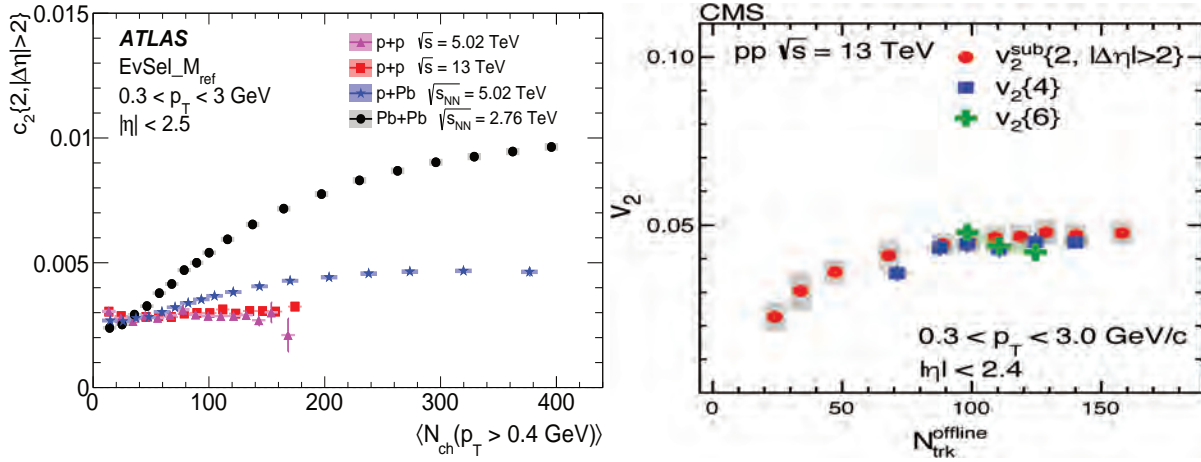 ATLAS
EvSel_M_ref
0.3 < p_T < 3 GeV
|η| < 2.5
p+p √s = 5.02 TeV
p+p √s = 13 TeV
p+Pb √s_NN = 5.02 TeV
Pb+Pb √s_NN = 2.76 TeV
c_2{2,|Δη|>2}
0.015
0.01
0.005
0
0 100 200 300 400
⟨N_ch(p_T > 0.4 GeV)⟩
CMS
pp √s = 13 TeV
v_2^sub{2, |Δη|>2}
v_2{4}
v_2{6}
0.10
0.05
v_2
0.3 < p_T < 3.0 GeV/c
|η| < 2.4
0 50 100 150
N_trk^offline